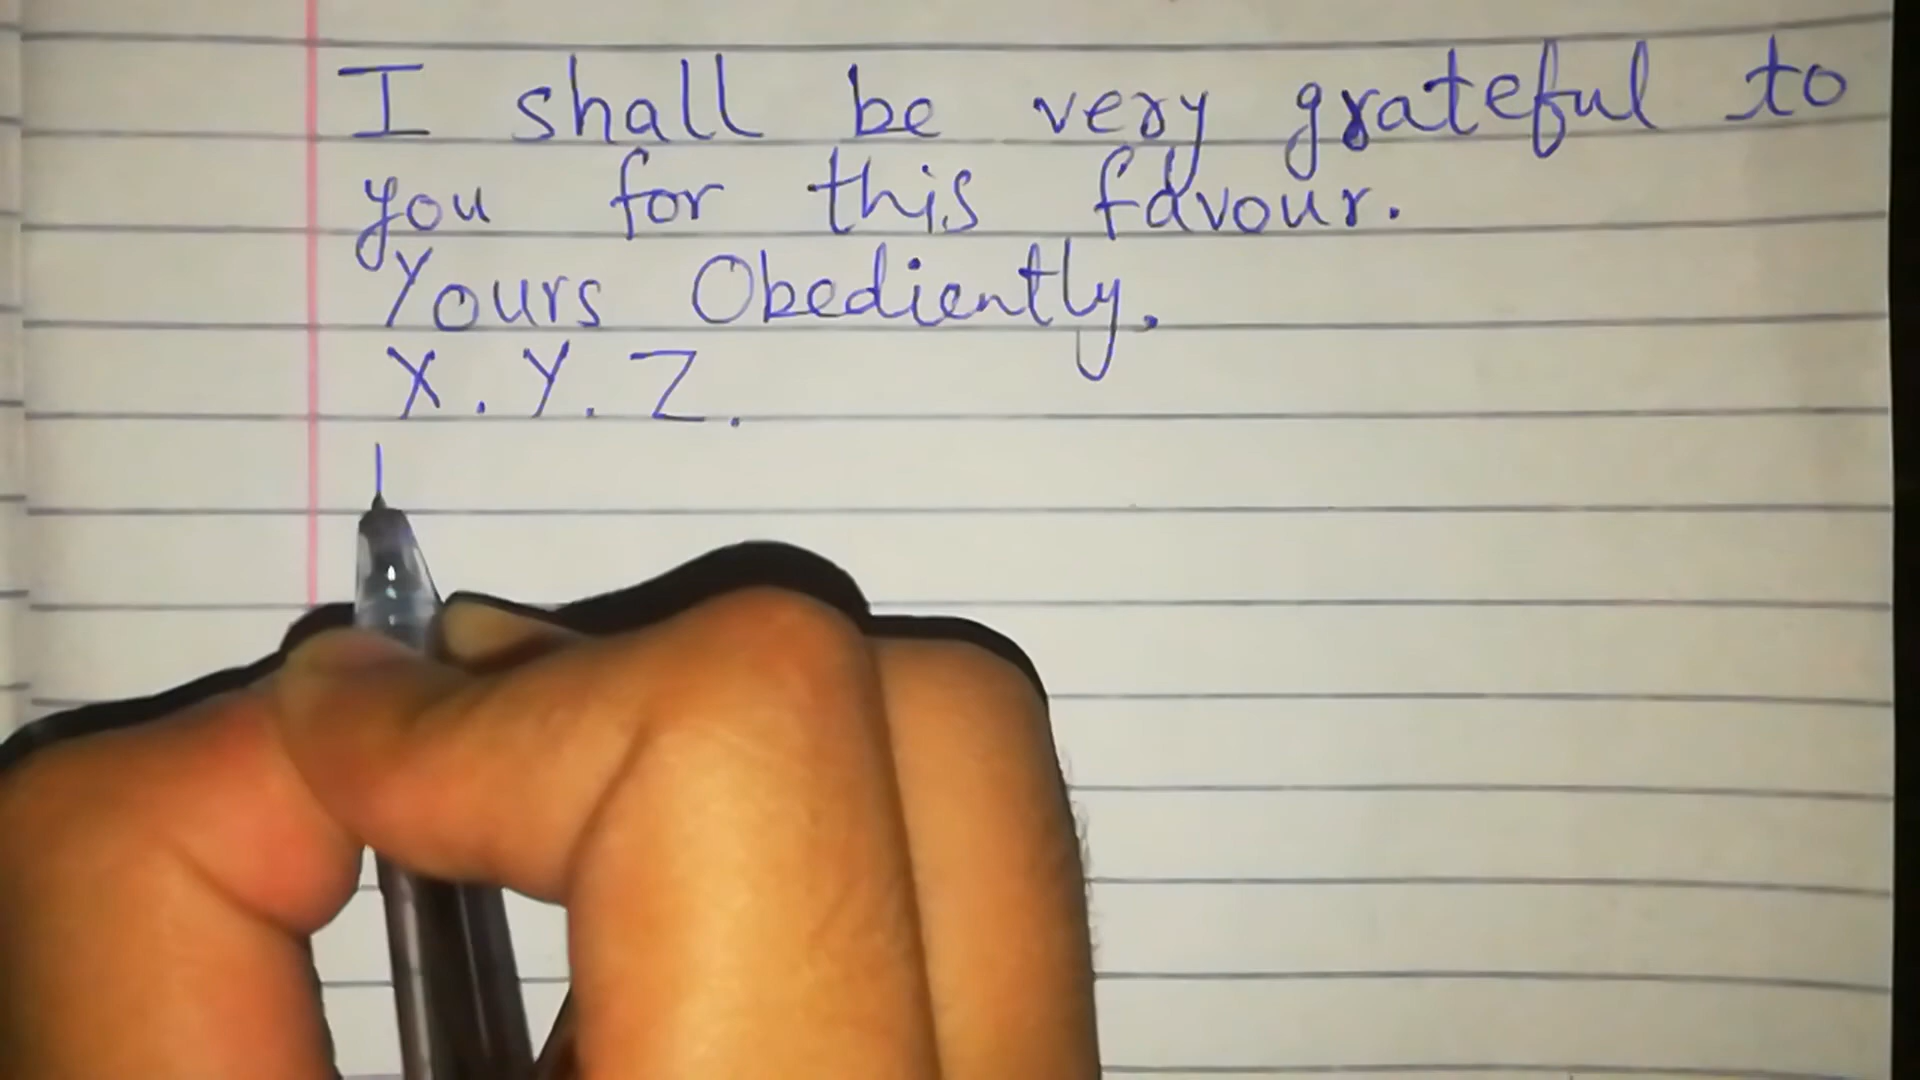 I shall be very grateful to
you for this favour.
Yours Obediently,
X. Y. Z.